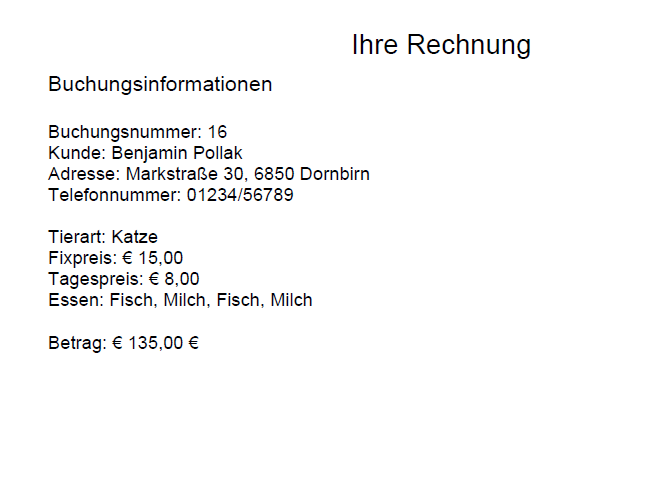 Ihre Rechnung
Buchungsinformationen
Buchungsnummer: 16
Kunde: Benjamin Pollak
Adresse: Markstraße 30, 6850 Dornbirn
Telefonnummer: 01234/56789
Tierart: Katze
Fixpreis: € 15,00
Tagespreis: € 8,00
Essen: Fisch, Milch, Fisch, Milch
Betrag: € 135,00 €